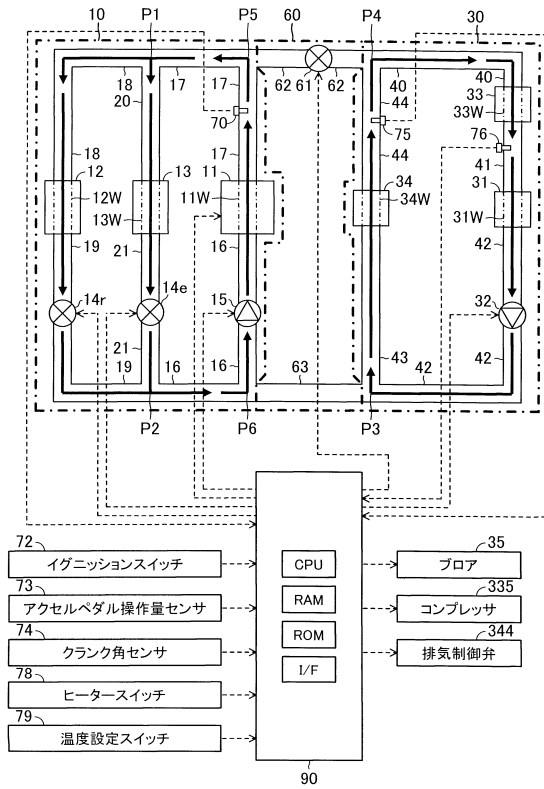 10 P1 P5 60 P4 30
18 17 62 61 62 40
20 17 70 44 75 40 33 33W
18 17 44 76 41
12 13 11 34 31
12W 13W 11W 34W 31W
19 21 16 42
14r 14e 15 32
21 43 42
19 16 16 63 42
P2 P6 P3
72
イグニッションスイッチ
73
アクセルペダル操作量センサ
74
クランク角センサ
78
ヒータースイッチ
79
温度設定スイッチ
CPU
RAM
ROM
I/F
90
35
ブロア
335
コンプレッサ
344
排気制御弁